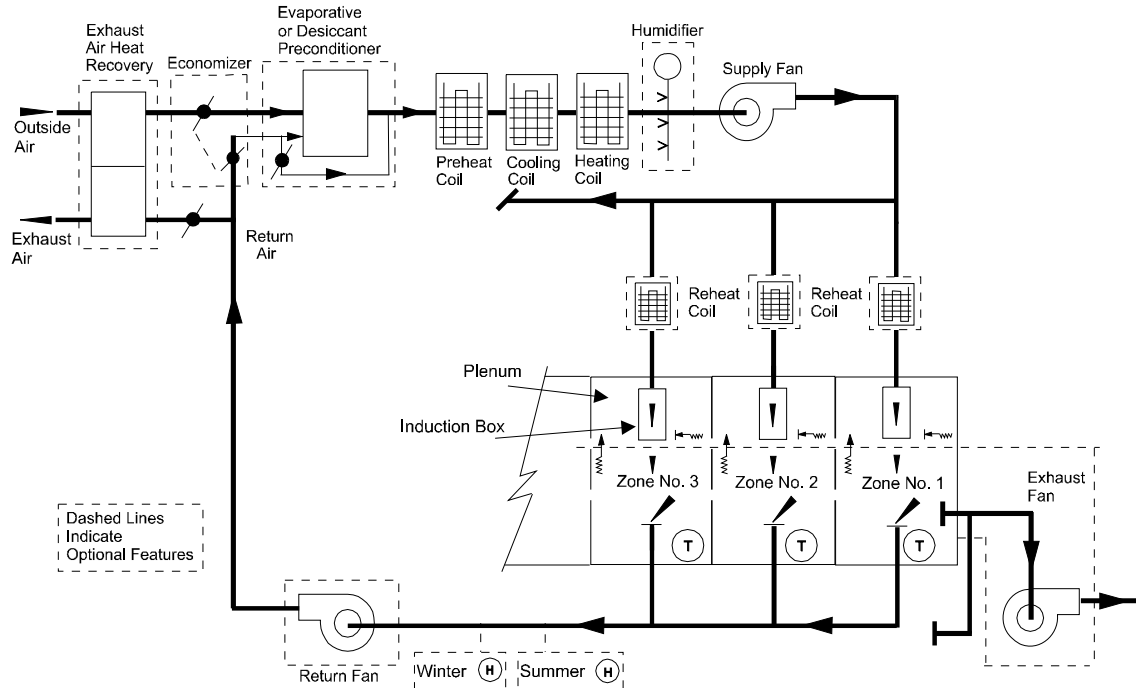 Exhaust
Air Heat
Recovery
Economizer
Evaporative
or Desiccant
Preconditioner
Humidifier
Supply Fan
Outside
Air
Exhaust
Air
Return
Air
Preheat
Coil
Cooling
Coil
Heating
Coil
Reheat
Coil
Reheat
Coil
Plenum
Induction Box
Zone No. 3
Zone No. 2
Zone No. 1
T
T
T
Exhaust
Fan
Dashed Lines
Indicate
Optional Features
Return Fan
Winter H
Summer H